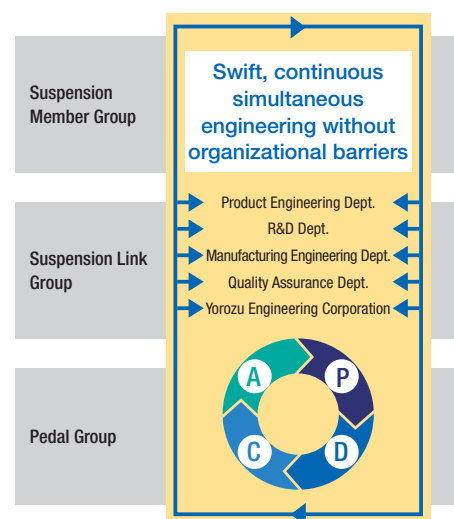 Swift, continuous
simultaneous
engineering without
organizational barriers
Suspension
Member Group
Product Engineering Dept.
R&D Dept.
Manufacturing Engineering Dept.
Quality Assurance Dept.
Yorozu Engineering Corporation
Suspension Link
Group
A
P
C
D
Pedal Group